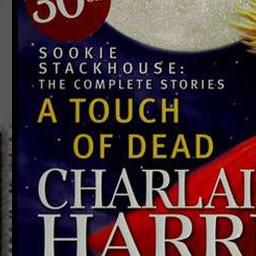 30
SOOKIE
STACKHOUSE:
THE COMPLETE STORIES
A TOUCH
OF DEAD
CHARLAI
HARR